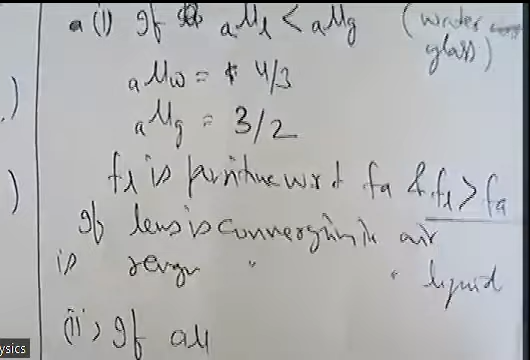 a (i) If aμl < aμg (water
glass)
aμw = 4/3
aμg = 3/2
fl is positive w.r.t fa & fl > fa
If lens is converging in air
is " " liquid
(ii) If aμ
ysics